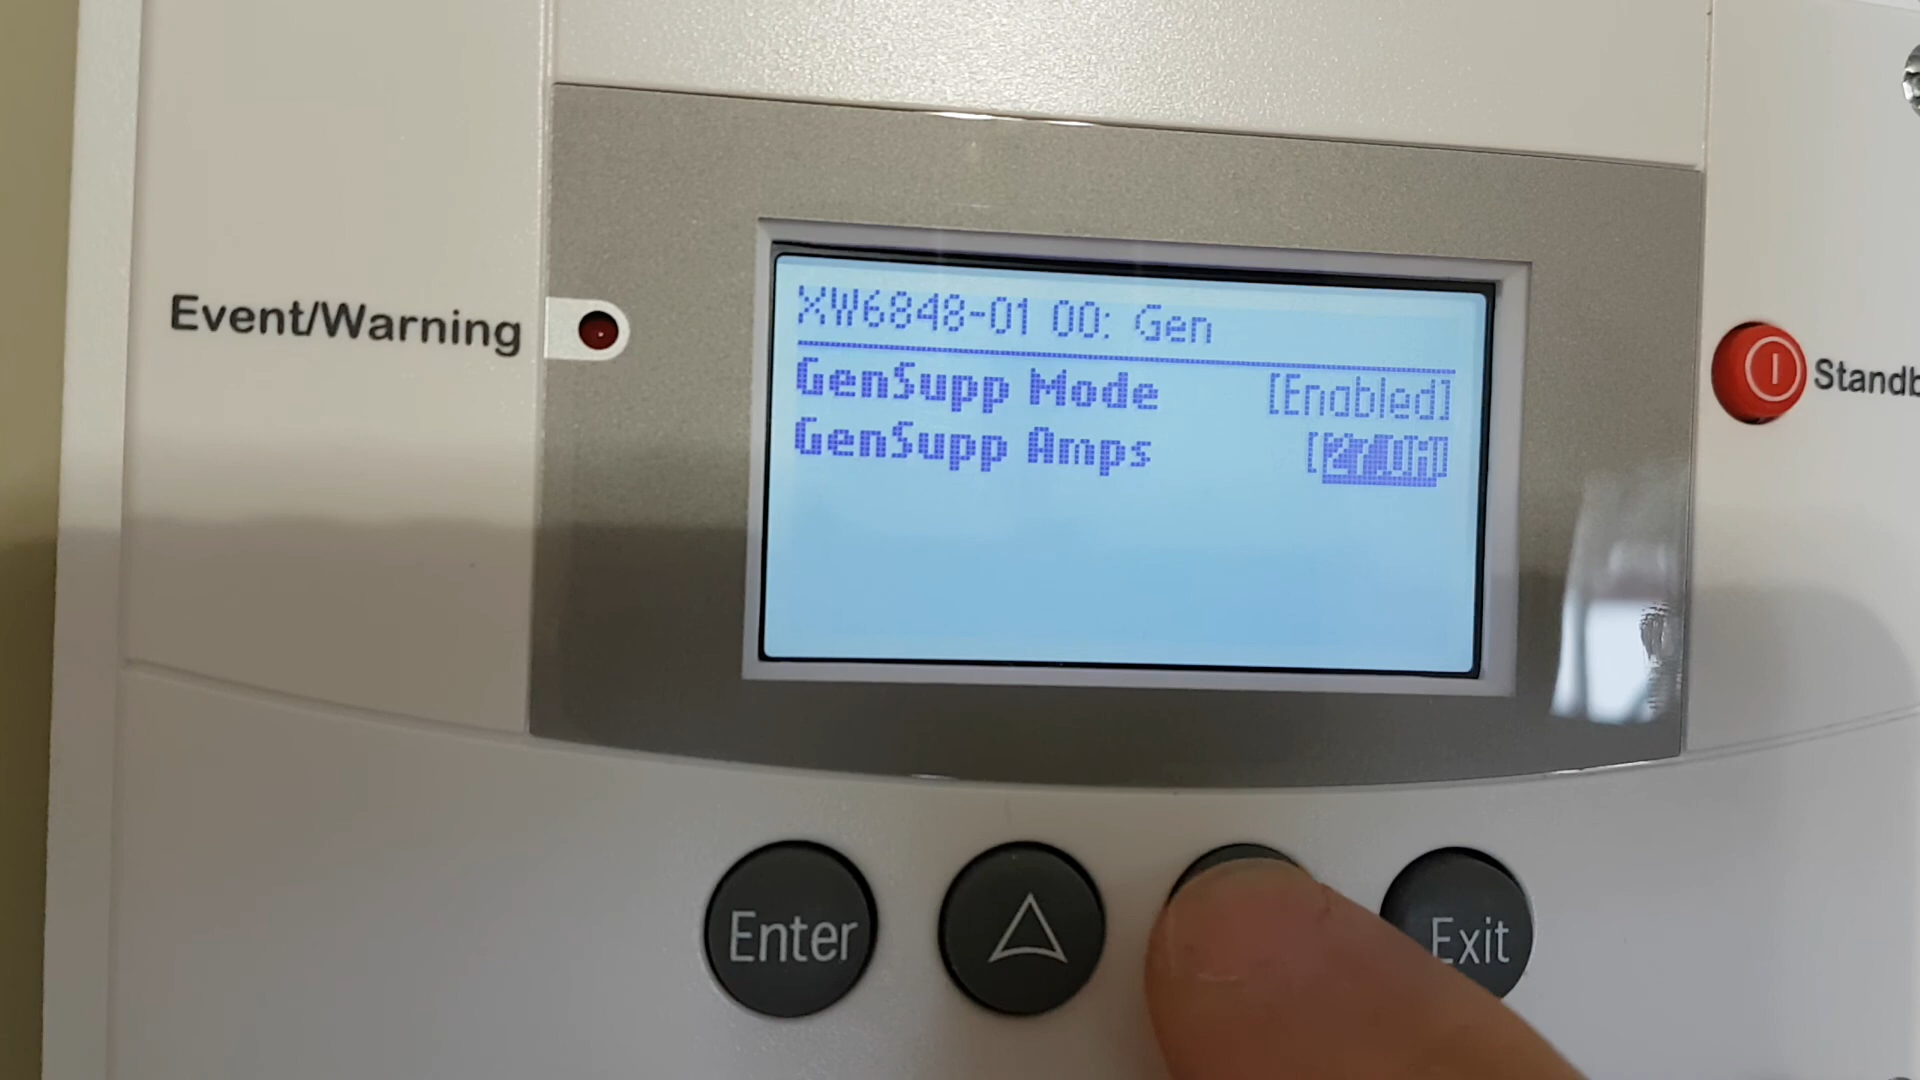 XW6848-01 00: Gen
GenSupp Mode [Enabled]
GenSupp Amps
Event/Warning
Standb
Enter
Exit